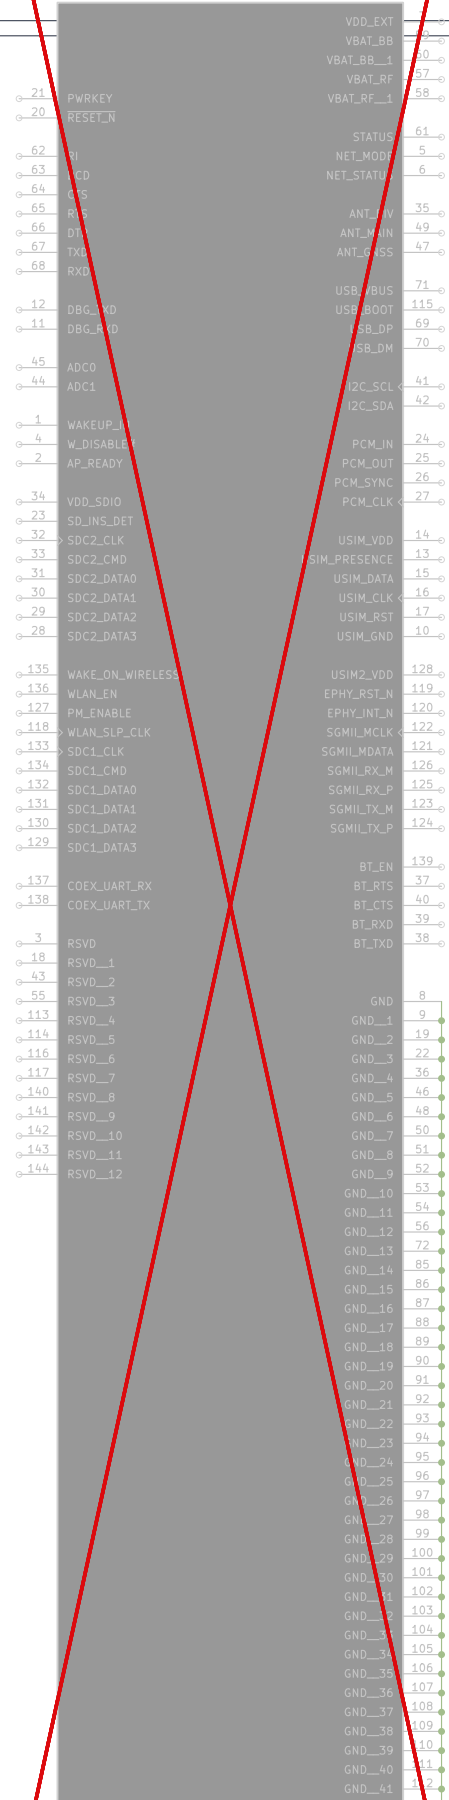 VDD_EXT
VBAT_BB
VBAT_BB__1 60
VBAT_RF 57
21 PWRKEY VBAT_RF__1 58
20 RESET_N
STATUS 61
62 RI NET_MODE 5
63 DCD NET_STATUS 6
64 CTS
65 RTS ANT_DIV 35
66 DTR ANT_MAIN 49
67 TXD ANT_GNSS 47
68 RXD
USB_VBUS 71
12 DBG_TXD USB_BOOT 115
11 DBG_RXD USB_DP 69
USB_DM 70
45 ADC0
44 ADC1 I2C_SCL 41
I2C_SDA 42
1 WAKEUP_IN
4 W_DISABLE# PCM_IN 24
2 AP_READY PCM_OUT 25
PCM_SYNC 26
34 VDD_SDIO PCM_CLK 27
23 SD_INS_DET
32 SDC2_CLK USIM_VDD 14
33 SDC2_CMD USIM_PRESENCE 13
31 SDC2_DATA0 USIM_DATA 15
30 SDC2_DATA1 USIM_CLK 16
29 SDC2_DATA2 USIM_RST 17
28 SDC2_DATA3 USIM_GND 10
135 WAKE_ON_WIRELESS USIM2_VDD 128
136 WLAN_EN EPHY_RST_N 119
127 PM_ENABLE EPHY_INT_N 120
118 WLAN_SLP_CLK SGMII_MCLK 122
133 SDC1_CLK SGMII_MDATA 121
134 SDC1_CMD SGMII_RX_M 126
132 SDC1_DATA0 SGMII_RX_P 125
131 SDC1_DATA1 SGMII_TX_M 123
130 SDC1_DATA2 SGMII_TX_P 124
129 SDC1_DATA3
BT_EN 139
137 COEX_UART_RX BT_RTS 37
138 COEX_UART_TX BT_CTS 40
BT_RXD 39
3 RSVD BT_TXD 38
18 RSVD__1
43 RSVD__2
55 RSVD__3 GND 8
113 RSVD__4 GND__1 9
114 RSVD__5 GND__2 19
116 RSVD__6 GND__3 22
117 RSVD__7 GND__4 36
140 RSVD__8 GND__5 46
141 RSVD__9 GND__6 48
142 RSVD__10 GND__7 50
143 RSVD__11 GND__8 51
144 RSVD__12 GND__9 52
GND__10 53
GND__11 54
GND__12 56
GND__13 72
GND__14 85
GND__15 86
GND__16 87
GND__17 88
GND__18 89
GND__19 90
GND__20 91
GND__21 92
GND__22 93
GND__23 94
GND__24 95
GND__25 96
GND__26 97
GND__27 98
GND__28 99
GND__29 100
GND__30 101
GND__31 102
GND__32 103
GND__33 104
GND__34 105
GND__35 106
GND__36 107
GND__37 108
GND__38 109
GND__39 110
GND__40 111
GND__41 112